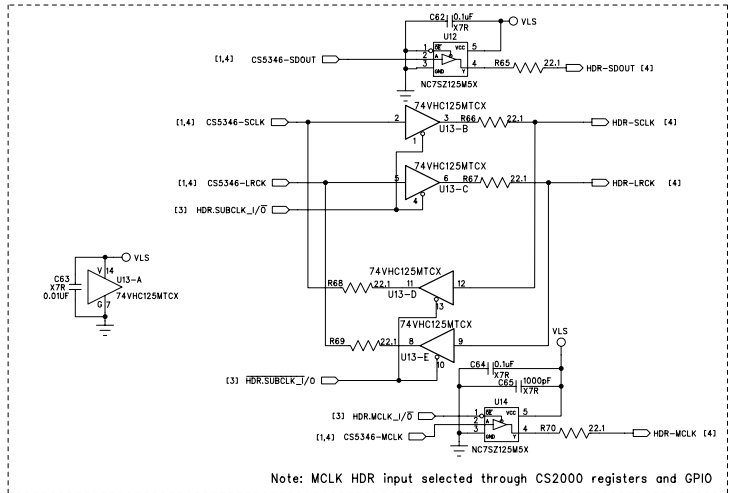 C62 0.1uF
X7R
VLS
U12
1 OE VCC 5
[1,4] CS5346-SDOUT 2 A
3 GND Y 4 R65 22.1 HDR-SDOUT [4]
NC7SZ125M5X
74VHC125MTCX
[1,4] CS5346-SCLK 2 3 R66 22.1 HDR-SCLK [4]
1 U13-B
74VHC125MTCX
[1,4] CS5346-LRCK 5 6 R67 22.1 HDR-LRCK [4]
U13-C
[3] HDR.SUBCLK_I/O 4
VLS
C63 V 14 U13-A
X7R
0.01UF 74VHC125MTCX
G 7
74VHC125MTCX
R68 22.1 11 12
U13-D
13
74VHC125MTCX
R69 22.1 8 9
U13-E
10
VLS
C64 0.1uF
X7R
[3] HDR.SUBCLK_I/O
C65 1000pF
X7R
U14
[3] HDR.MCLK_I/O 1 OE VCC 5
2 A
[1,4] CS5346-MCLK 3 GND Y 4 R70 22.1 HDR-MCLK [4]
NC7SZ125M5X
Note: MCLK HDR input selected through CS2000 registers and GPIO